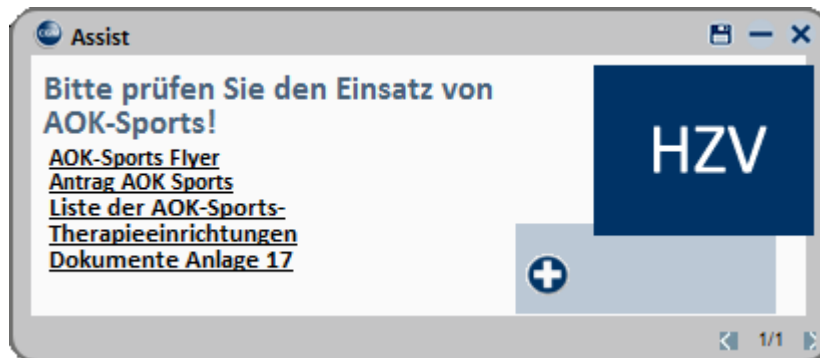 Assist
Bitte prüfen Sie den Einsatz von
AOK-Sports!
AOK-Sports Flyer
Antrag AOK Sports
Liste der AOK-Sports-
Therapieeinrichtungen
Dokumente Anlage 17
HZV
1/1